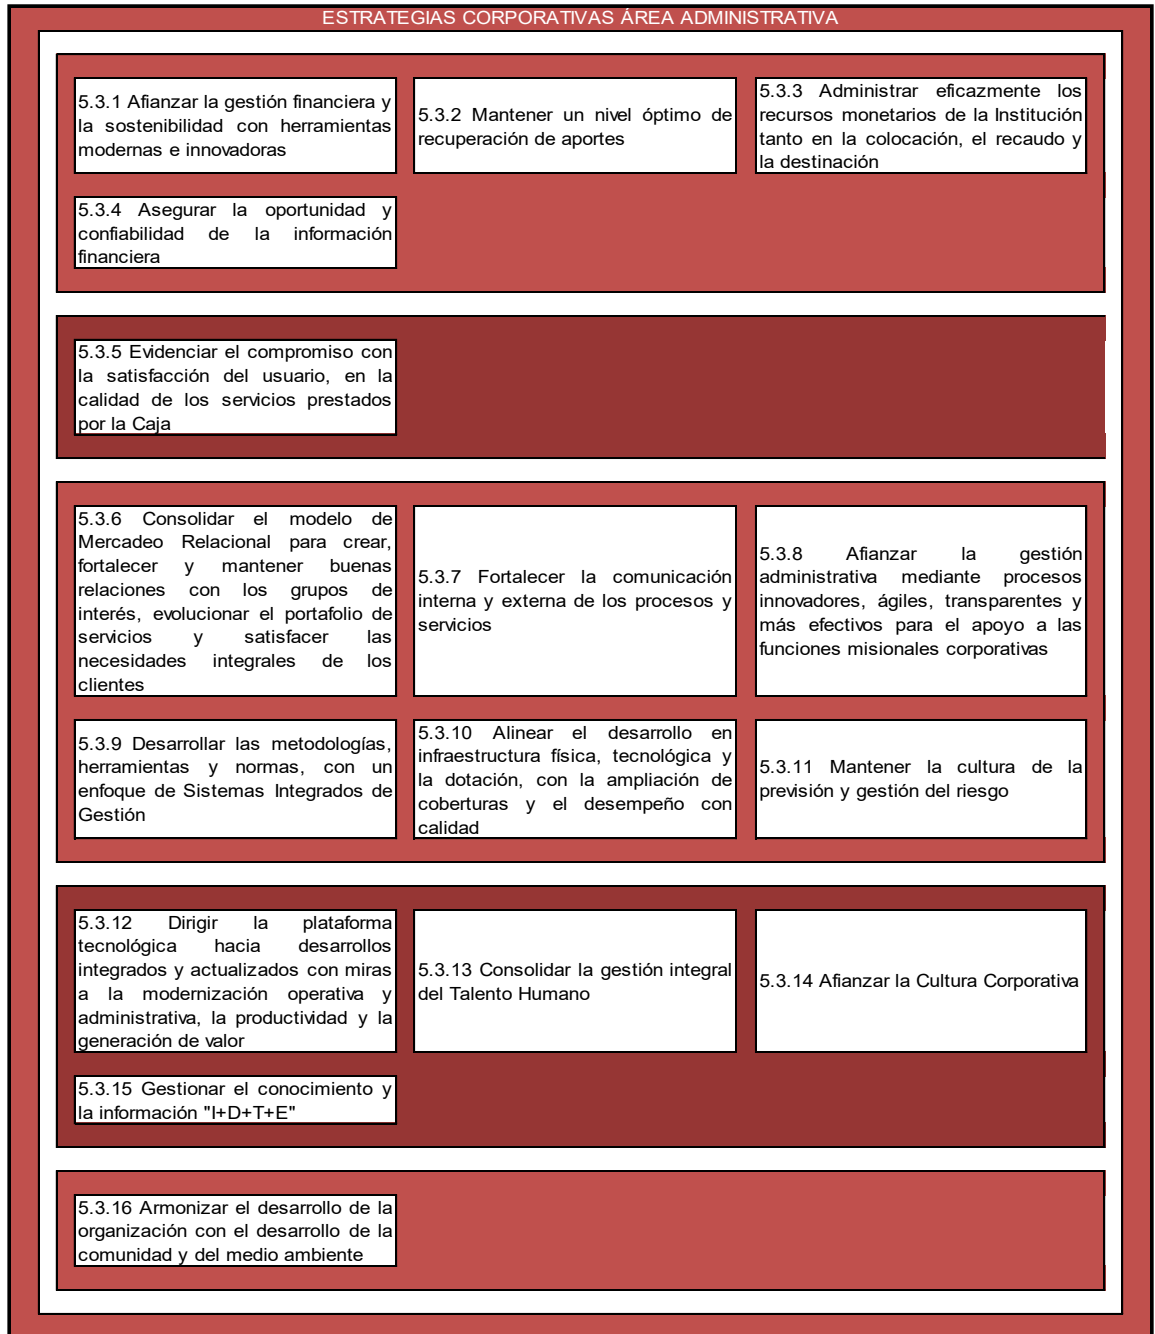 ESTRATEGIAS CORPORATIVAS ÁREA ADMINISTRATIVA
5.3.1 Afianzar la gestión financiera y
la sostenibilidad con herramientas
modernas e innovadoras
5.3.2 Mantener un nivel óptimo de
recuperación de aportes
5.3.3 Administrar eficazmente los
recursos monetarios de la Institución
tanto en la colocación, el recaudo y
la destinación
5.3.4 Asegurar la oportunidad y
confiabilidad de la información
financiera
5.3.5 Evidenciar el compromiso con
la satisfacción del usuario, en la
calidad de los servicios prestados
por la Caja
5.3.6 Consolidar el modelo de
Mercadeo Relacional para crear,
fortalecer y mantener buenas
relaciones con los grupos de
interés, evolucionar el portafolio de
servicios y satisfacer las
necesidades integrales de los
clientes
5.3.7 Fortalecer la comunicación
interna y externa de los procesos y
servicios
5.3.8 Afianzar la gestión
administrativa mediante procesos
innovadores, ágiles, transparentes y
más efectivos para el apoyo a las
funciones misionales corporativas
5.3.9 Desarrollar las metodologías,
herramientas y normas, con un
enfoque de Sistemas Integrados de
Gestión
5.3.10 Alinear el desarrollo en
infraestructura física, tecnológica y
la dotación, con la ampliación de
coberturas y el desempeño con
calidad
5.3.11 Mantener la cultura de la
previsión y gestión del riesgo
5.3.12 Dirigir la plataforma
tecnológica hacia desarrollos
integrados y actualizados con miras
a la modernización operativa y
administrativa, la productividad y la
generación de valor
5.3.13 Consolidar la gestión integral
del Talento Humano
5.3.14 Afianzar la Cultura Corporativa
5.3.15 Gestionar el conocimiento y
la información "I+D+T+E"
5.3.16 Armonizar el desarrollo de la
organización con el desarrollo de la
comunidad y del medio ambiente